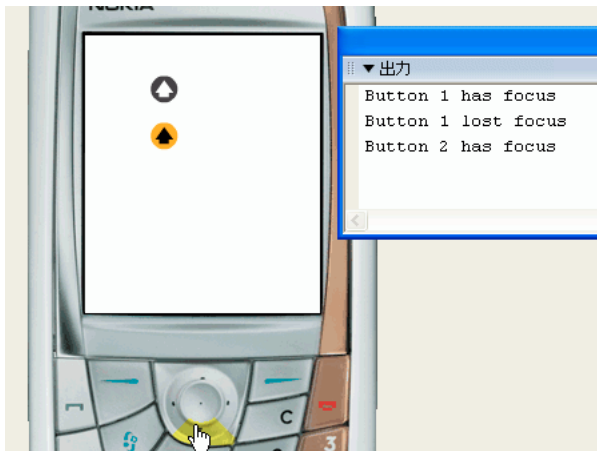 NOKIA
▼出力
Button 1 has focus
Button 1 lost focus
Button 2 has focus
C
3